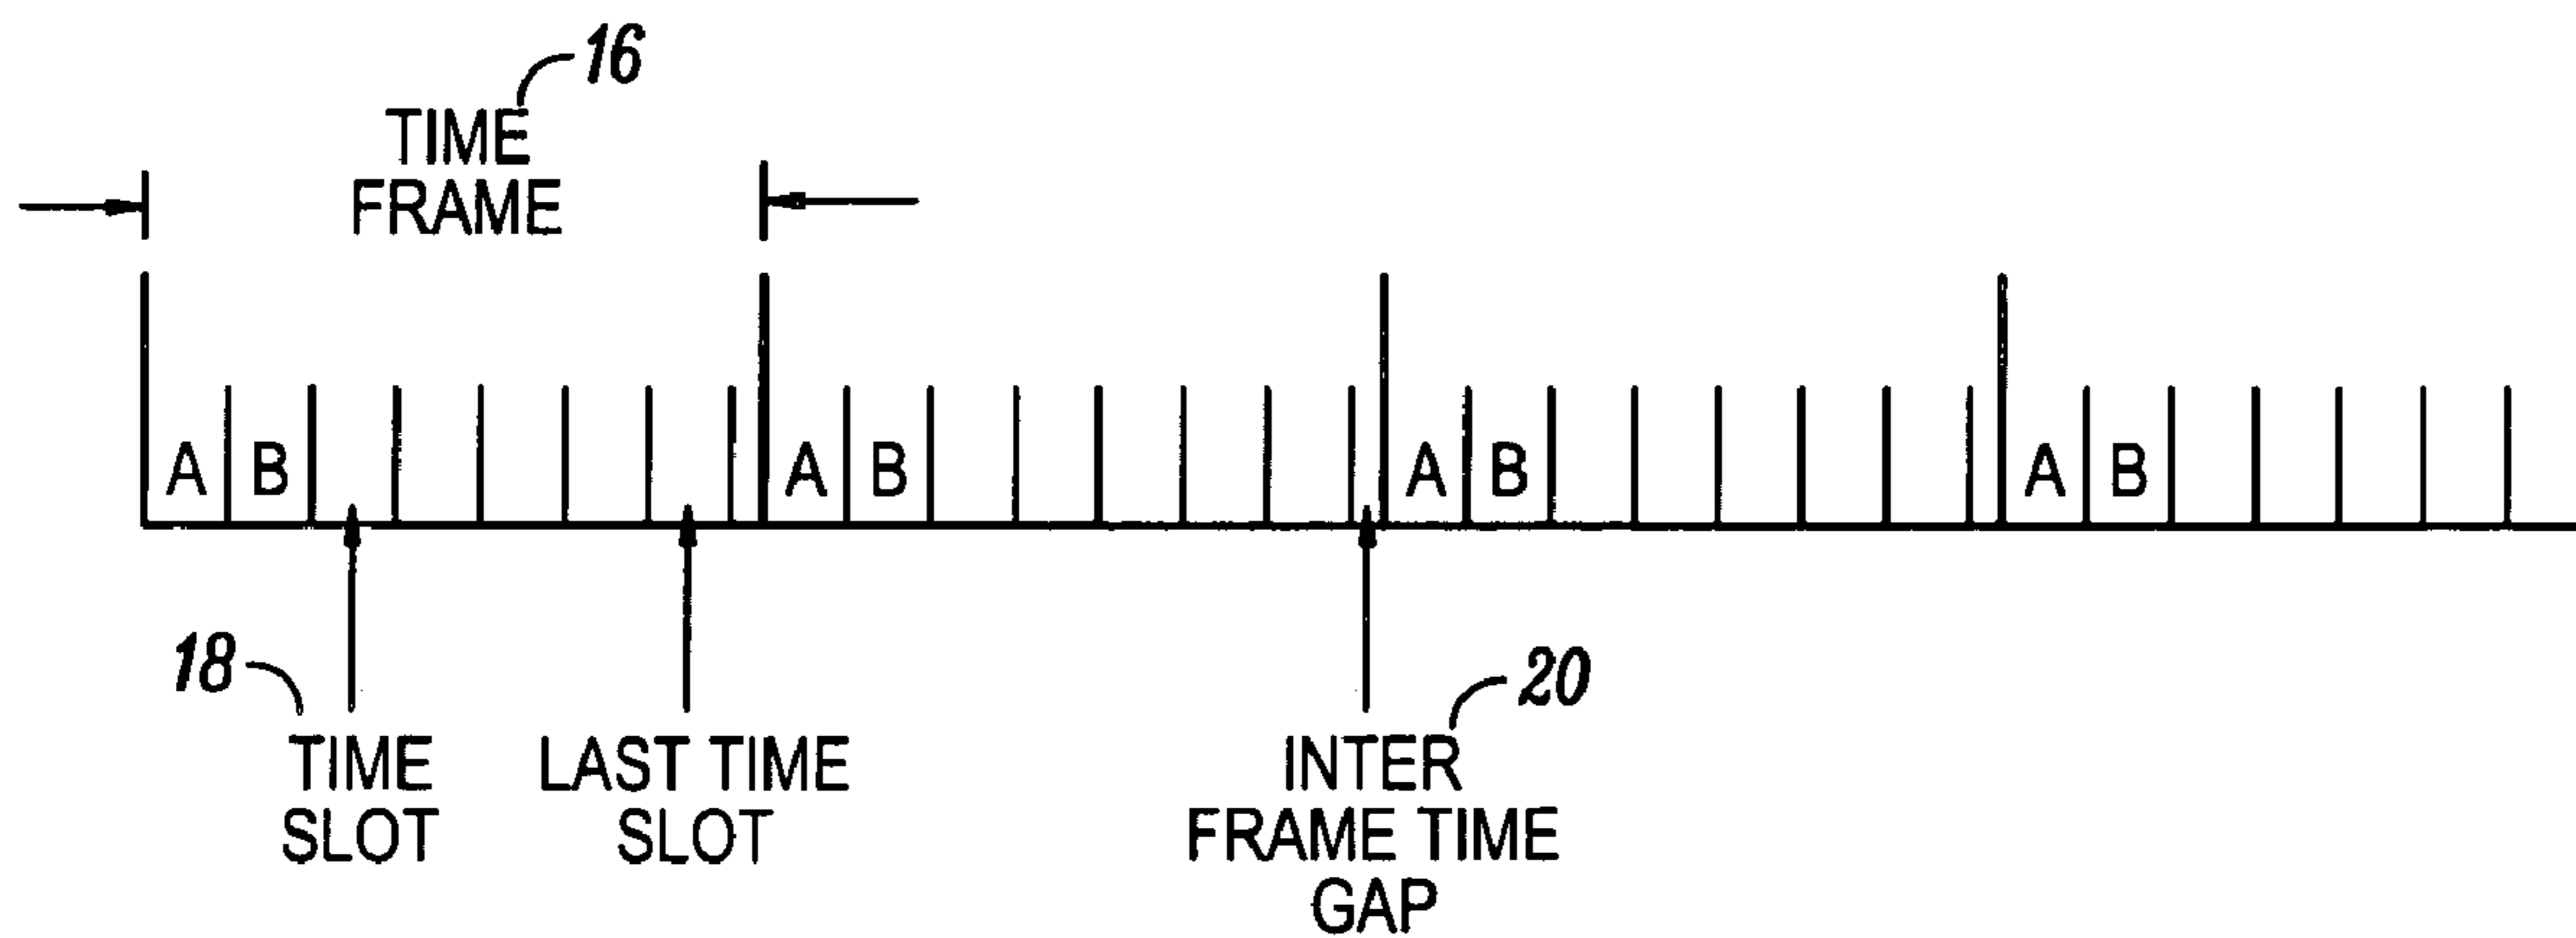 16
TIME
FRAME
A B A B A B A B
18
20
TIME
SLOT
LAST TIME
SLOT
INTER
FRAME TIME
GAP